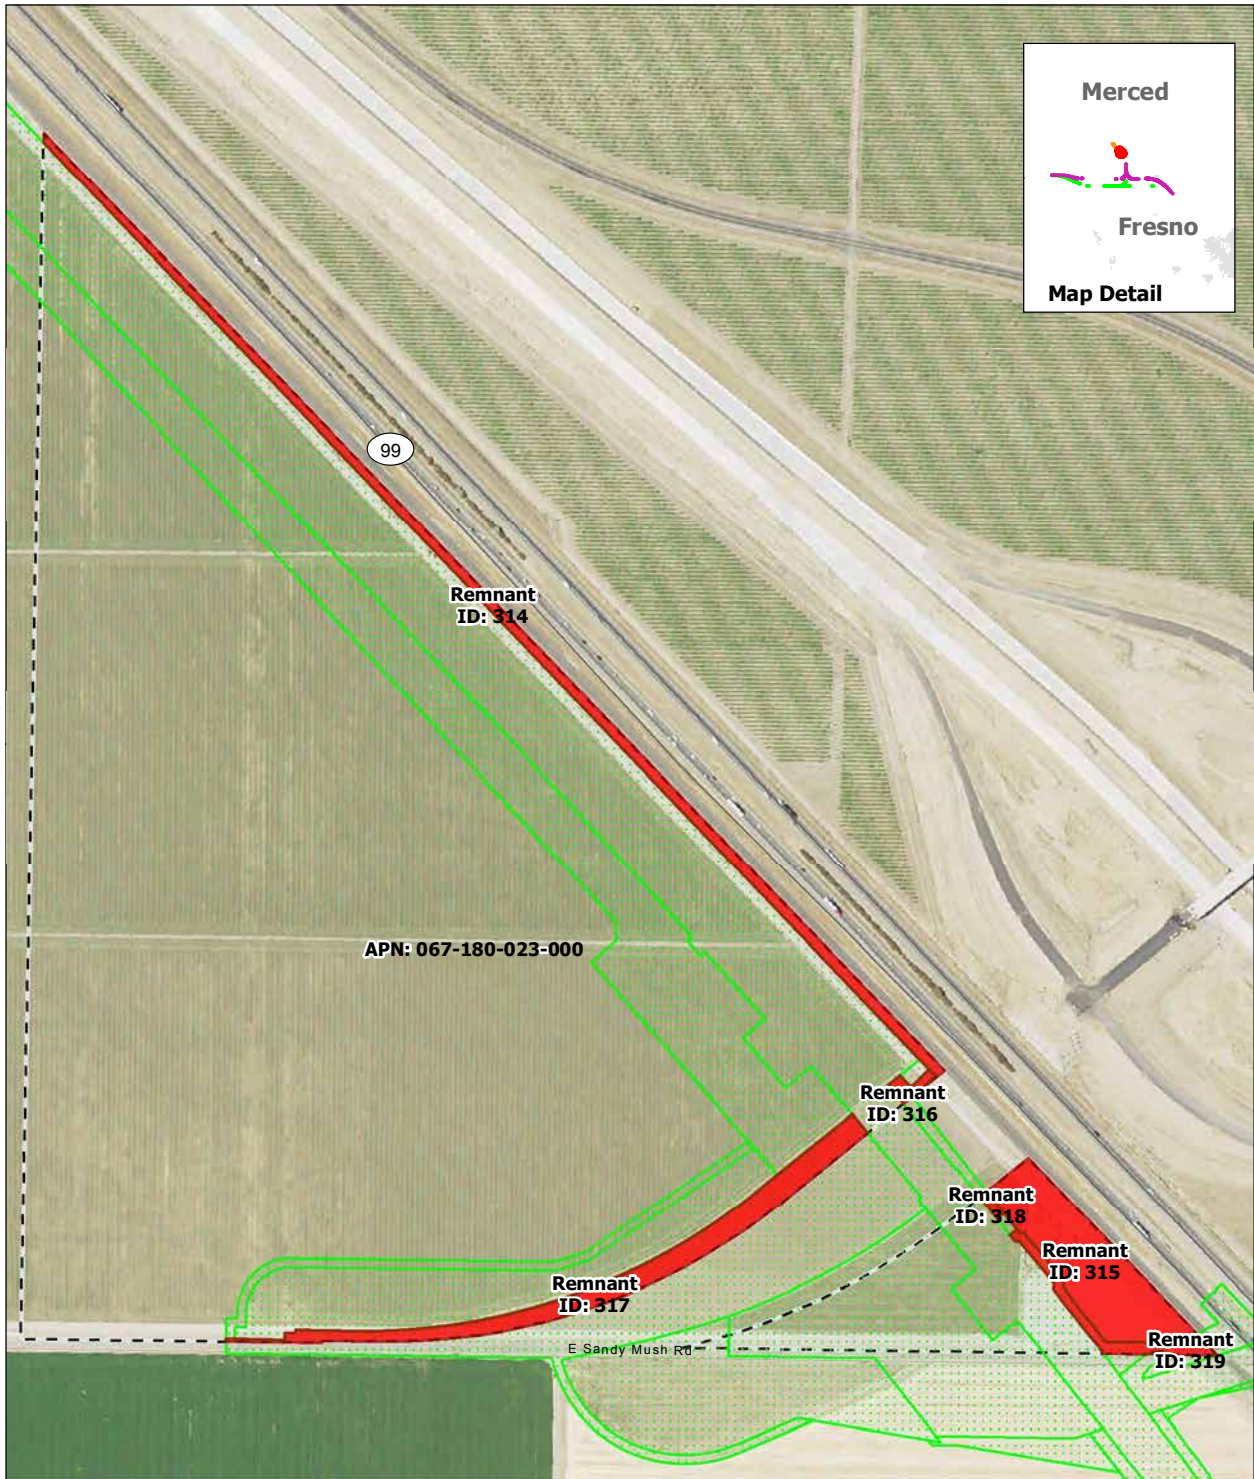 Merced
Fresno
Map Detail
99
Remnant
ID: 314
APN: 067-180-023-000
Remnant
ID: 316
Remnant
ID: 318
Remnant
ID: 315
Remnant
ID: 317
Remnant
ID: 319
E Sandy Mush Rd